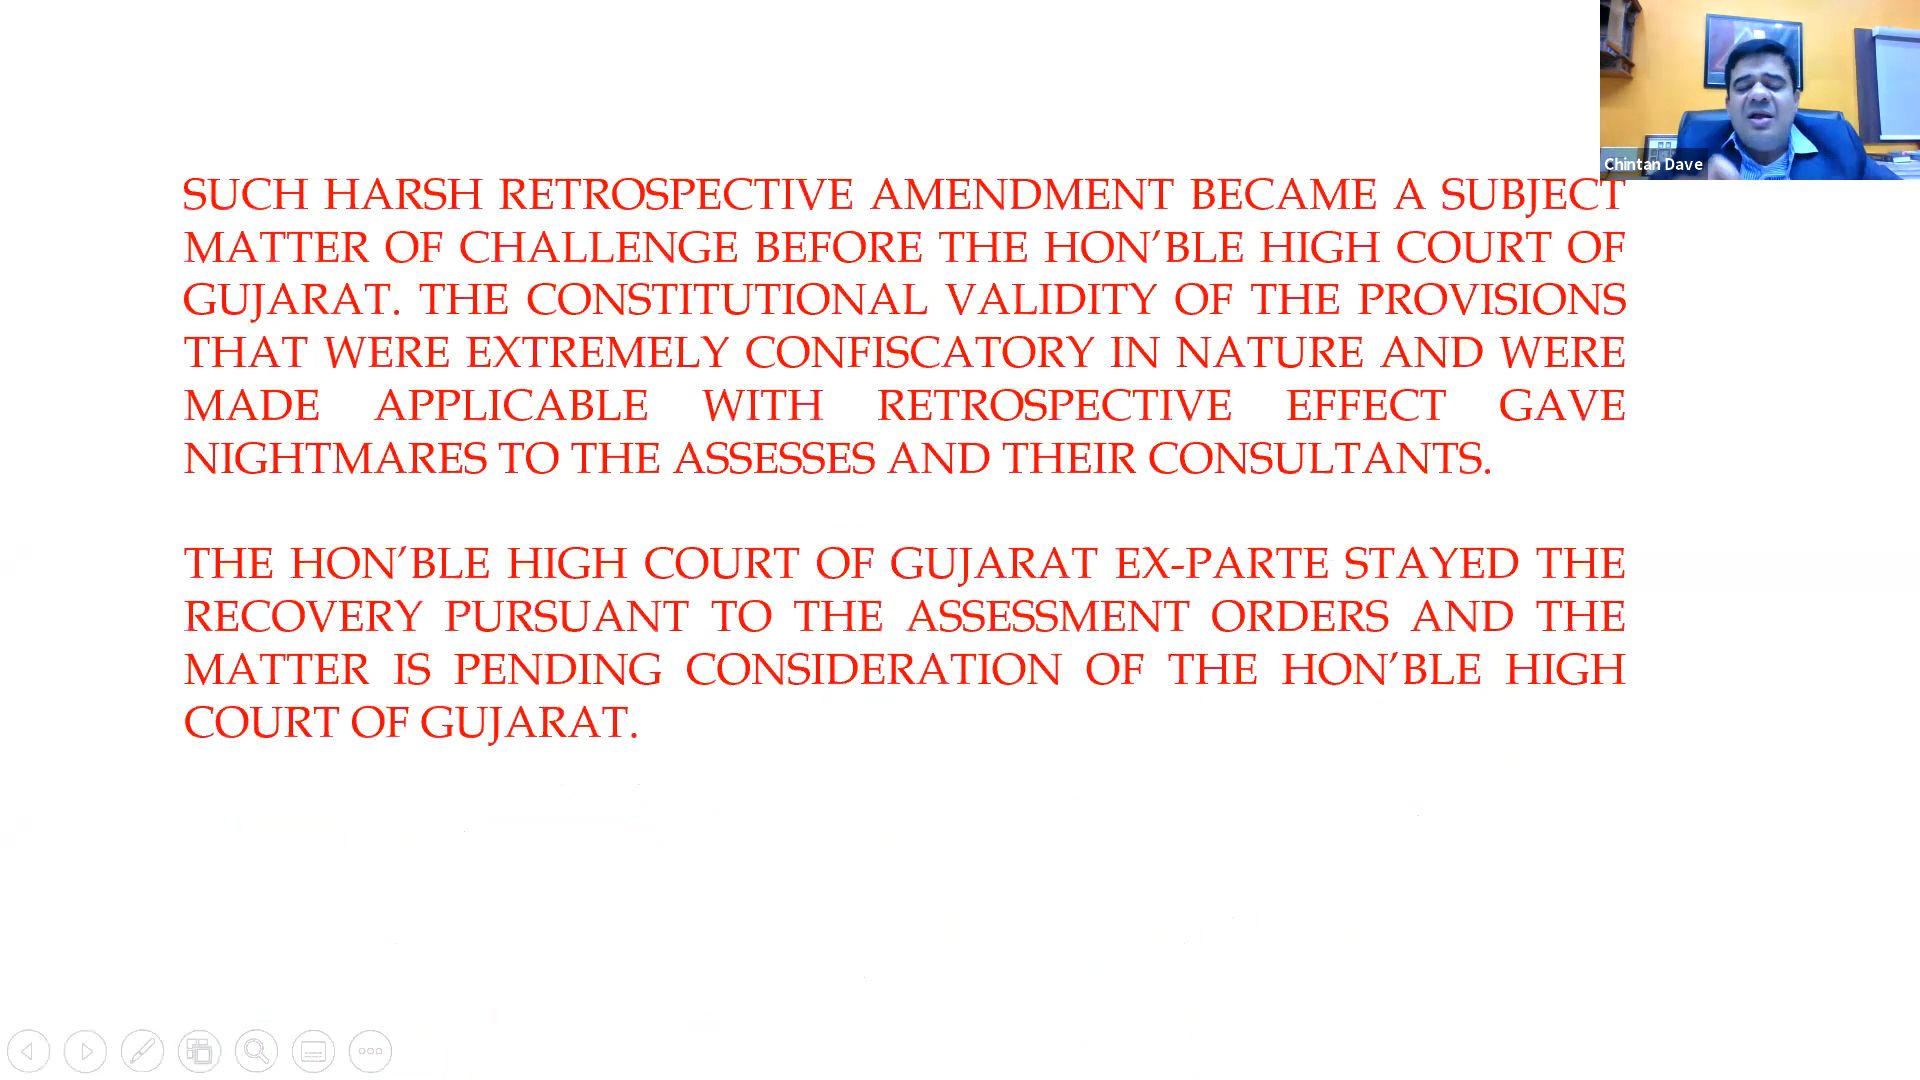 Chintan Dave
SUCH HARSH RETROSPECTIVE AMENDMENT BECAME A SUBJECT
MATTER OF CHALLENGE BEFORE THE HON’BLE HIGH COURT OF
GUJARAT. THE CONSTITUTIONAL VALIDITY OF THE PROVISIONS
THAT WERE EXTREMELY CONFISCATORY IN NATURE AND WERE
MADE APPLICABLE WITH RETROSPECTIVE EFFECT GAVE
NIGHTMARES TO THE ASSESSES AND THEIR CONSULTANTS.
THE HON’BLE HIGH COURT OF GUJARAT EX-PARTE STAYED THE
RECOVERY PURSUANT TO THE ASSESSMENT ORDERS AND THE
MATTER IS PENDING CONSIDERATION OF THE HON’BLE HIGH
COURT OF GUJARAT.